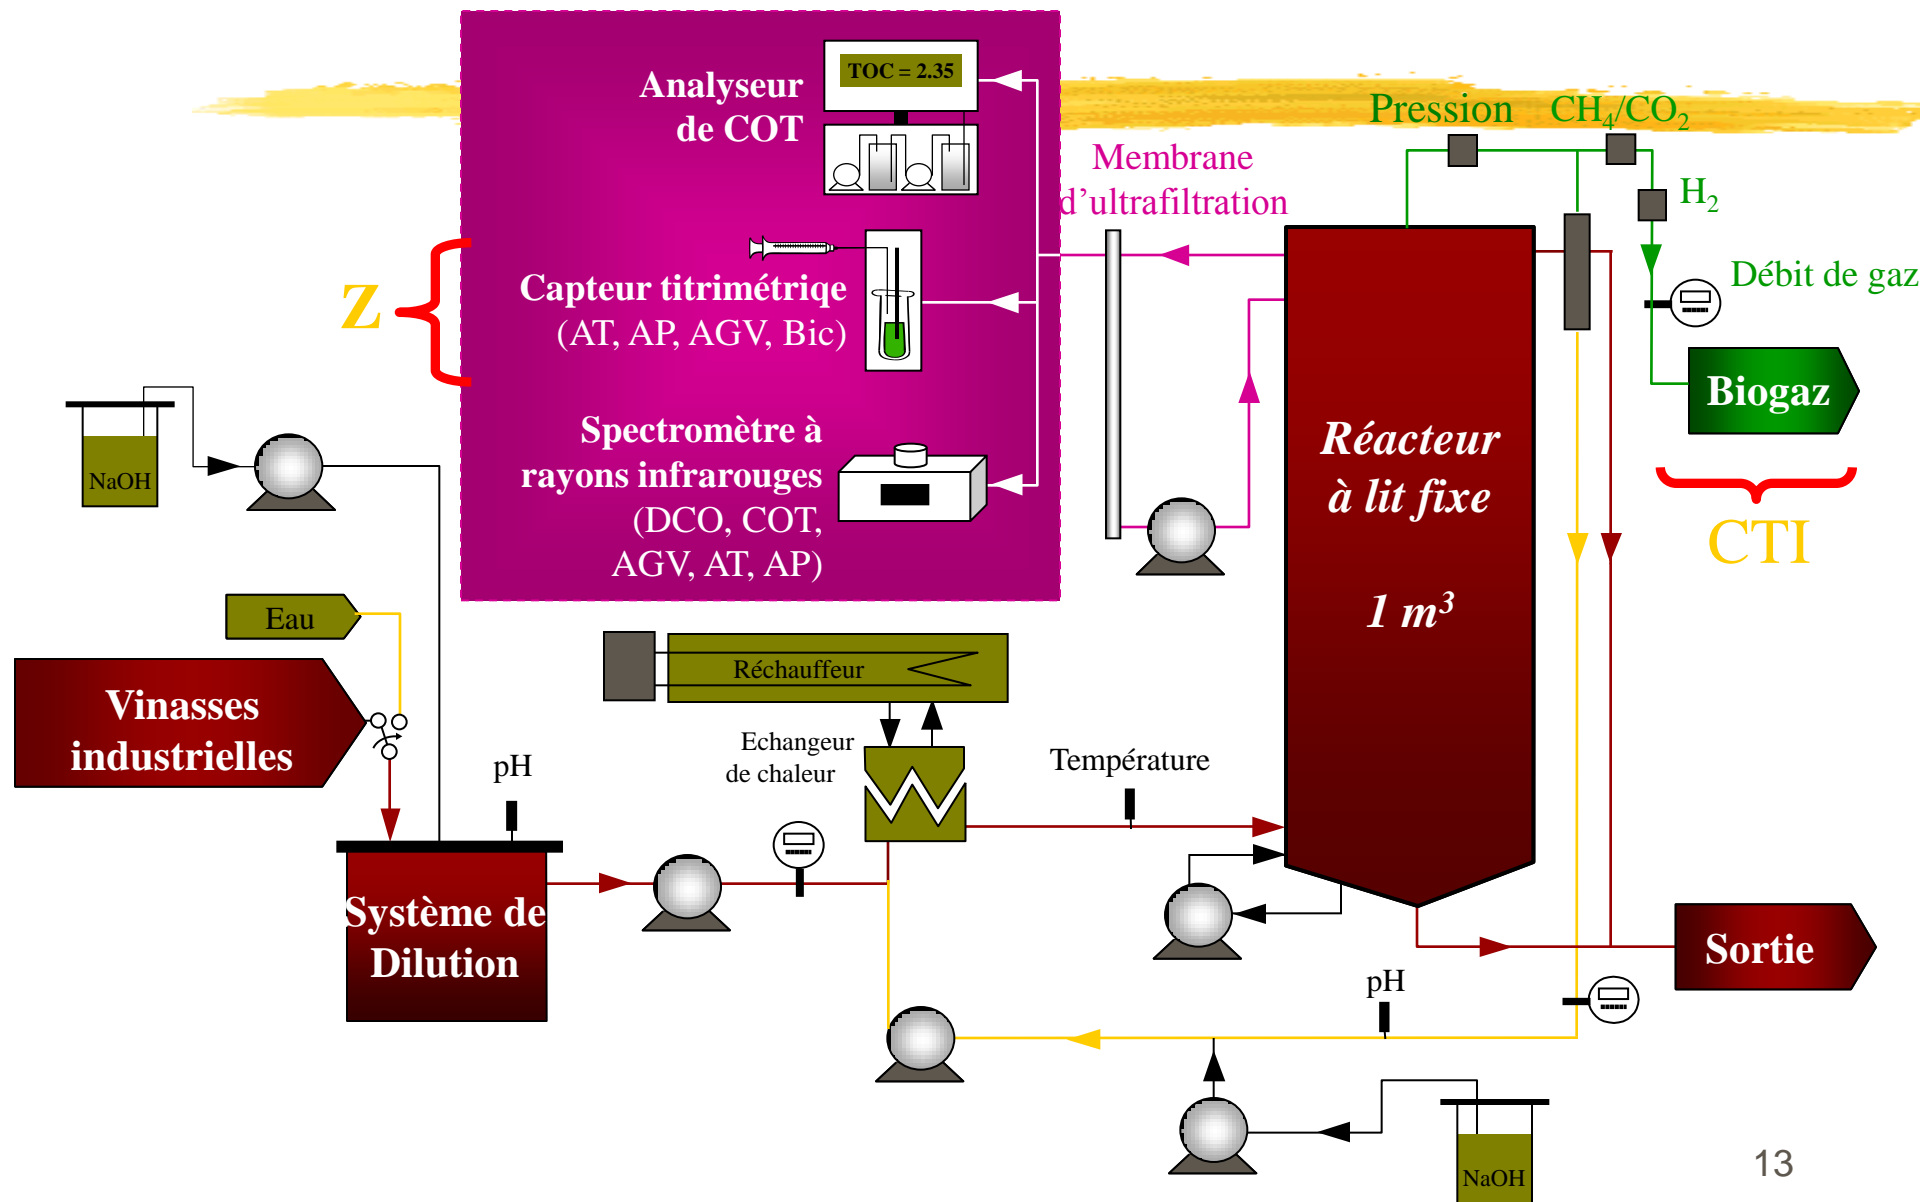 Analyseur
de COT
TOC = 2.35
Pression
CH₄/CO₂
Membrane
d’ultrafiltration
H₂
Z
Capteur titrimétriqe
(AT, AP, AGV, Bic)
Débit de gaz
Biogaz
Spectromètre à
rayons infrarouges
(DCO, COT,
AGV, AT, AP)
Réacteur
à lit fixe
1 m³
CTI
NaOH
Eau
Vinasses
industrielles
Réchauffeur
Echangeur
de chaleur
pH
Température
Système de
Dilution
Sortie
pH
NaOH
13